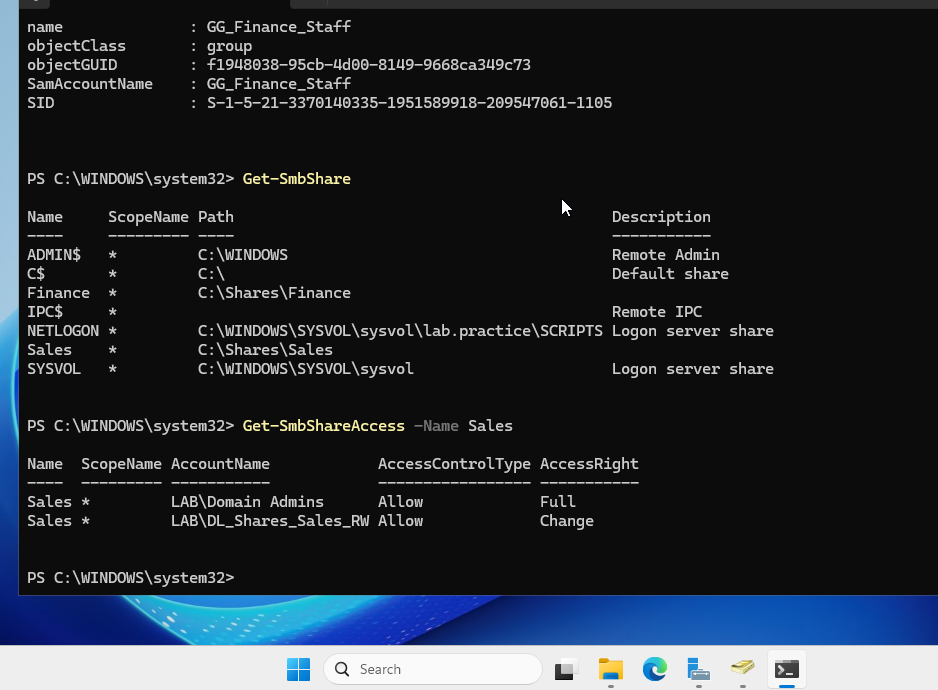 name : GG_Finance_Staff
objectClass : group
objectGUID : f1948038-95cb-4d00-8149-9668ca349c73
SamAccountName : GG_Finance_Staff
SID : S-1-5-21-3370140335-1951589918-209547061-1105
PS C:\WINDOWS\system32> Get-SmbShare
Name ScopeName Path Description
---- --------- ---- -----------
ADMIN$ * C:\WINDOWS Remote Admin
C$ * C:\ Default share
Finance * C:\Shares\Finance
IPC$ * Remote IPC
NETLOGON * C:\WINDOWS\SYSVOL\sysvol\lab.practice\SCRIPTS Logon server share
Sales * C:\Shares\Sales
SYSVOL * C:\WINDOWS\SYSVOL\sysvol Logon server share
PS C:\WINDOWS\system32> Get-SmbShareAccess -Name Sales
Name ScopeName AccountName AccessControlType AccessRight
---- --------- ----------- ----------------- -----------
Sales * LAB\Domain Admins Allow Full
Sales * LAB\DL_Shares_Sales_RW Allow Change
PS C:\WINDOWS\system32>
Search